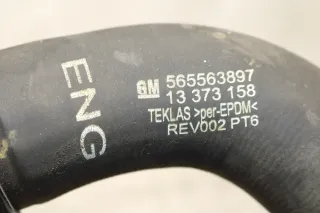 ENG
GM 565563897
13 373 158
TEKLAS >per-EPDM<
REV002 PT6